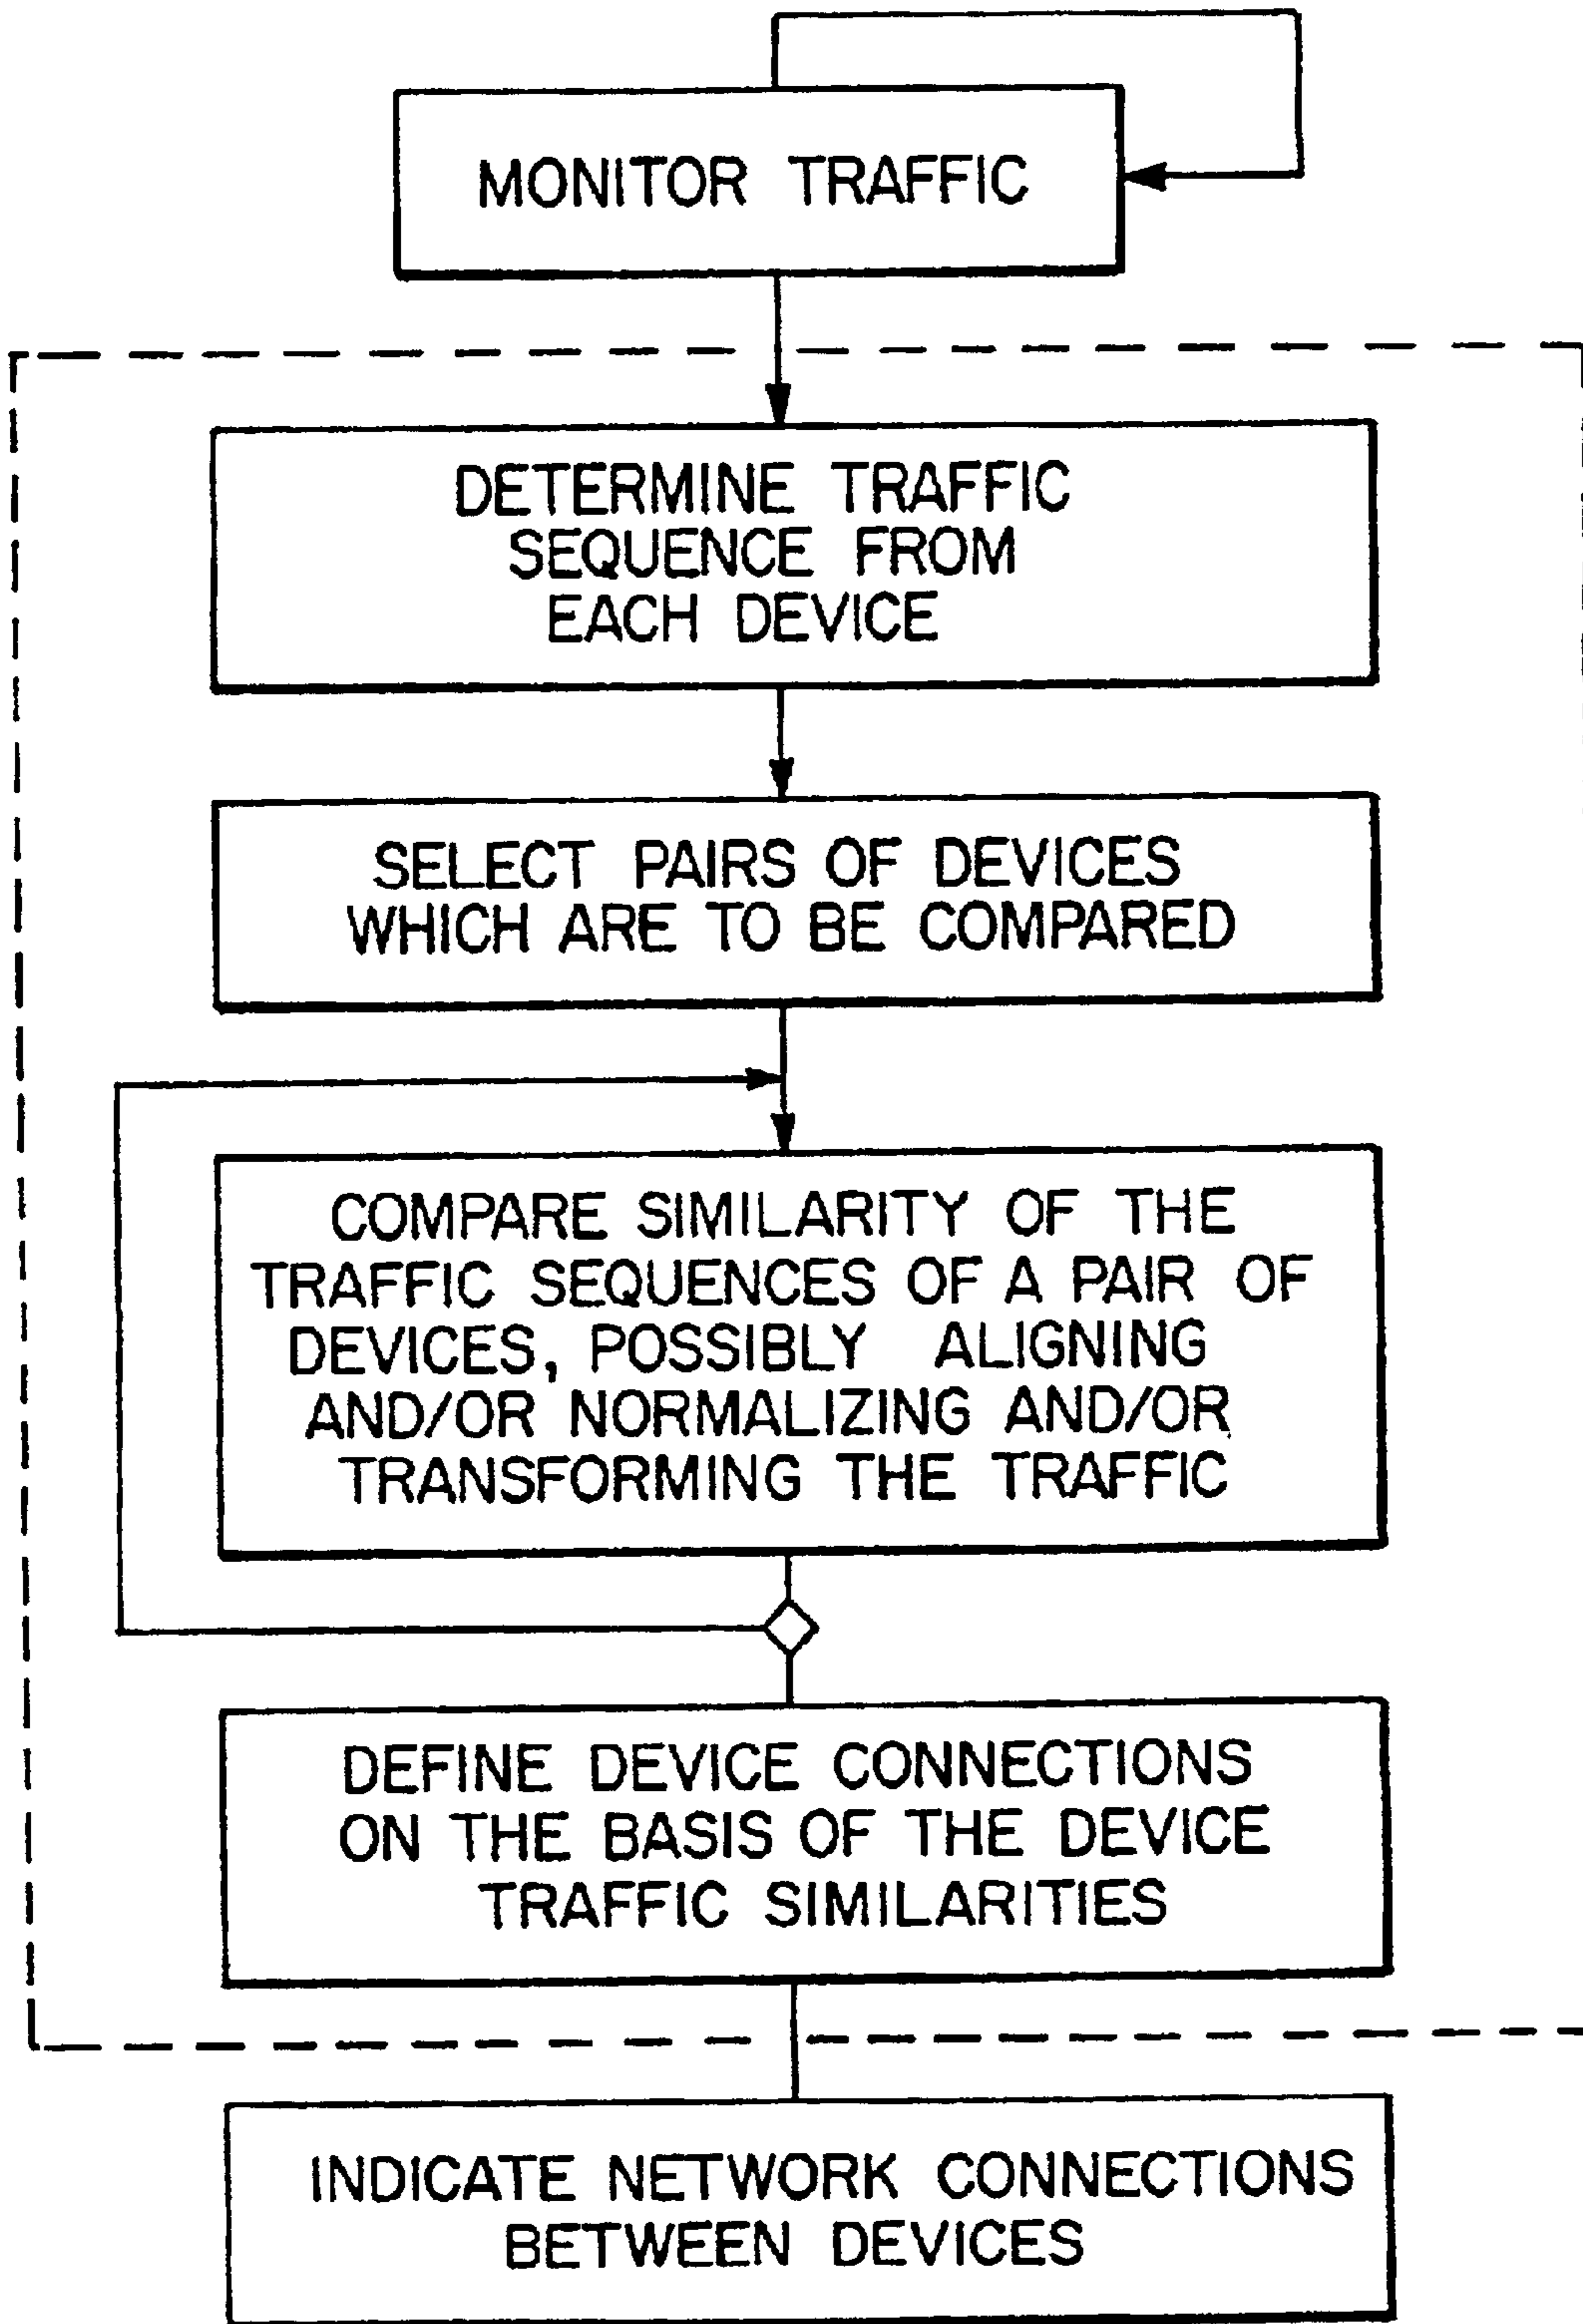 MONITOR TRAFFIC
DETERMINE TRAFFIC
SEQUENCE FROM
EACH DEVICE
SELECT PAIRS OF DEVICES
WHICH ARE TO BE COMPARED
COMPARE SIMILARITY OF THE
TRAFFIC SEQUENCES OF A PAIR OF
DEVICES, POSSIBLY ALIGNING
AND/OR NORMALIZING AND/OR
TRANSFORMING THE TRAFFIC
DEFINE DEVICE CONNECTIONS
ON THE BASIS OF THE DEVICE
TRAFFIC SIMILARITIES
INDICATE NETWORK CONNECTIONS
BETWEEN DEVICES